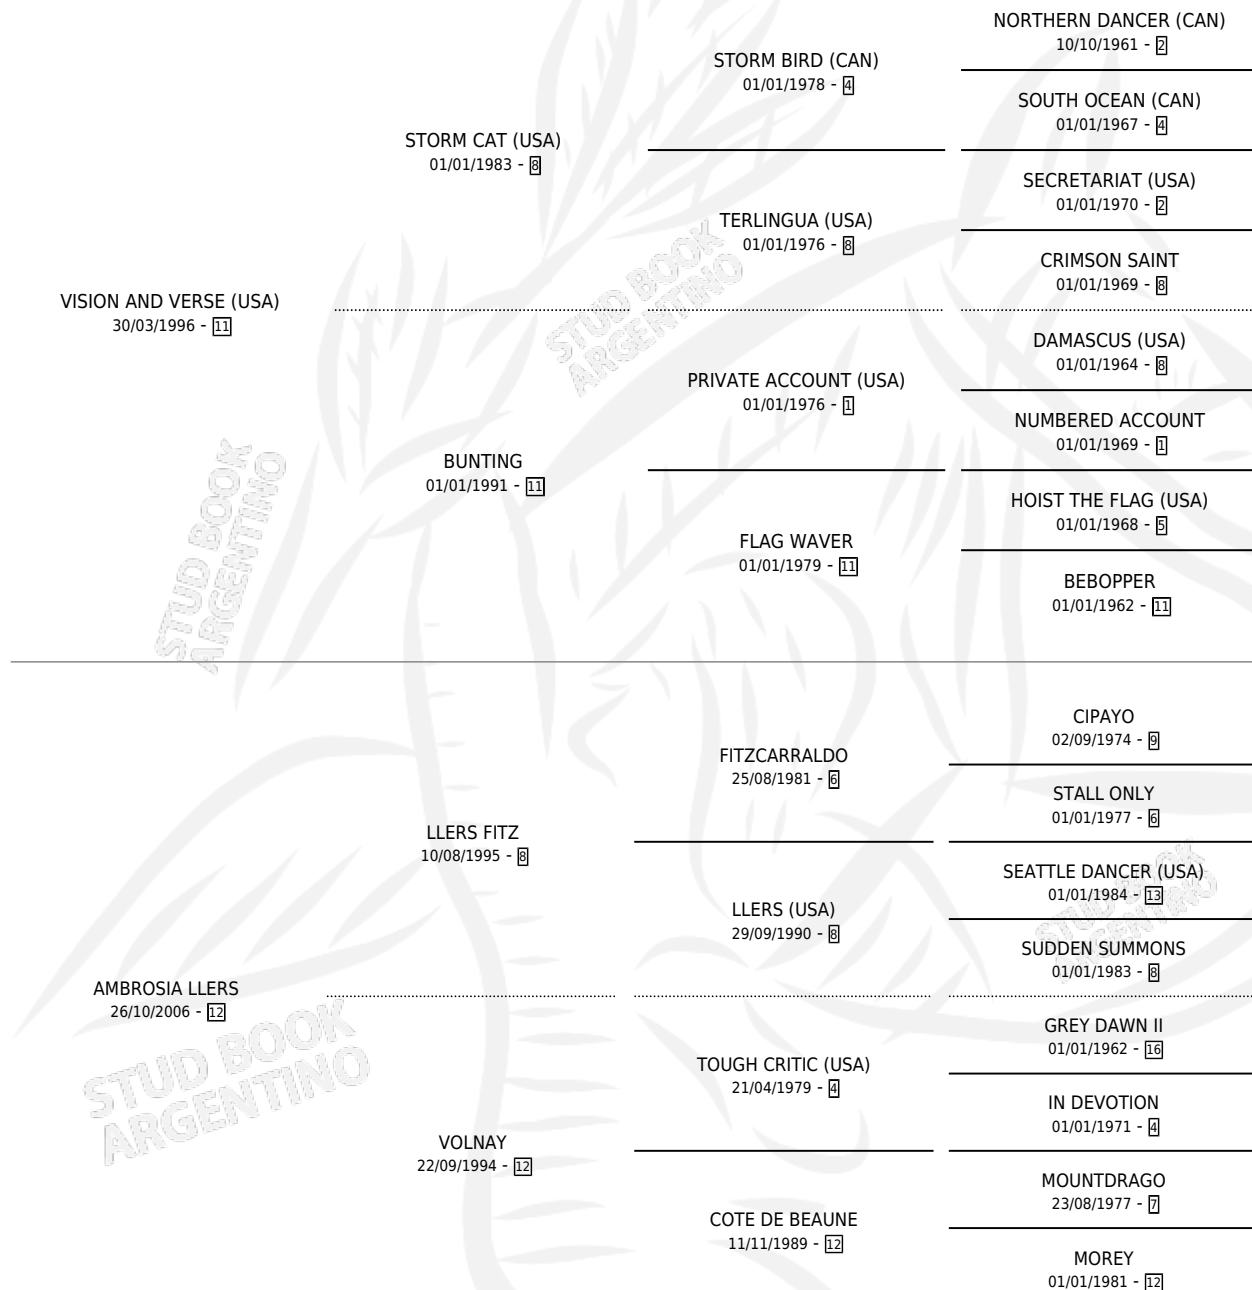 NORTHERN DANCER (CAN)
10/10/1961 - 2
STORM BIRD (CAN)
01/01/1978 - 4
SOUTH OCEAN (CAN)
01/01/1967 - 4
STORM CAT (USA)
01/01/1983 - 8
SECRETARIAT (USA)
01/01/1970 - 2
TERLINGUA (USA)
01/01/1976 - 8
CRIMSON SAINT
01/01/1969 - 8
VISION AND VERSE (USA)
30/03/1996 - 11
DAMASCUS (USA)
01/01/1964 - 8
PRIVATE ACCOUNT (USA)
01/01/1976 - 1
NUMBERED ACCOUNT
01/01/1969 - 1
BUNTING
01/01/1991 - 11
HOIST THE FLAG (USA)
01/01/1968 - 5
FLAG WAVER
01/01/1979 - 11
BEBOPPER
01/01/1962 - 11
CIPAYO
02/09/1974 - 9
FITZCARRALDO
25/08/1981 - 6
STALL ONLY
01/01/1977 - 6
LLERS FITZ
10/08/1995 - 8
SEATTLE DANCER (USA)
01/01/1984 - 13
LLERS (USA)
29/09/1990 - 8
SUDDEN SUMMONS
01/01/1983 - 8
AMBROSIA LLERS
26/10/2006 - 12
GREY DAWN II
01/01/1962 - 16
TOUGH CRITIC (USA)
21/04/1979 - 4
IN DEVOTION
01/01/1971 - 4
VOLNAY
22/09/1994 - 12
MOUNTDRAGO
23/08/1977 - 7
COTE DE BEAUNE
11/11/1989 - 12
MOREY
01/01/1981 - 12
STUD BOOK
ARGENTINO
STUD BOOK
ARGENTINO
STUD BOOK
ARGENTINO
STUD BOOK
ARGENTINO